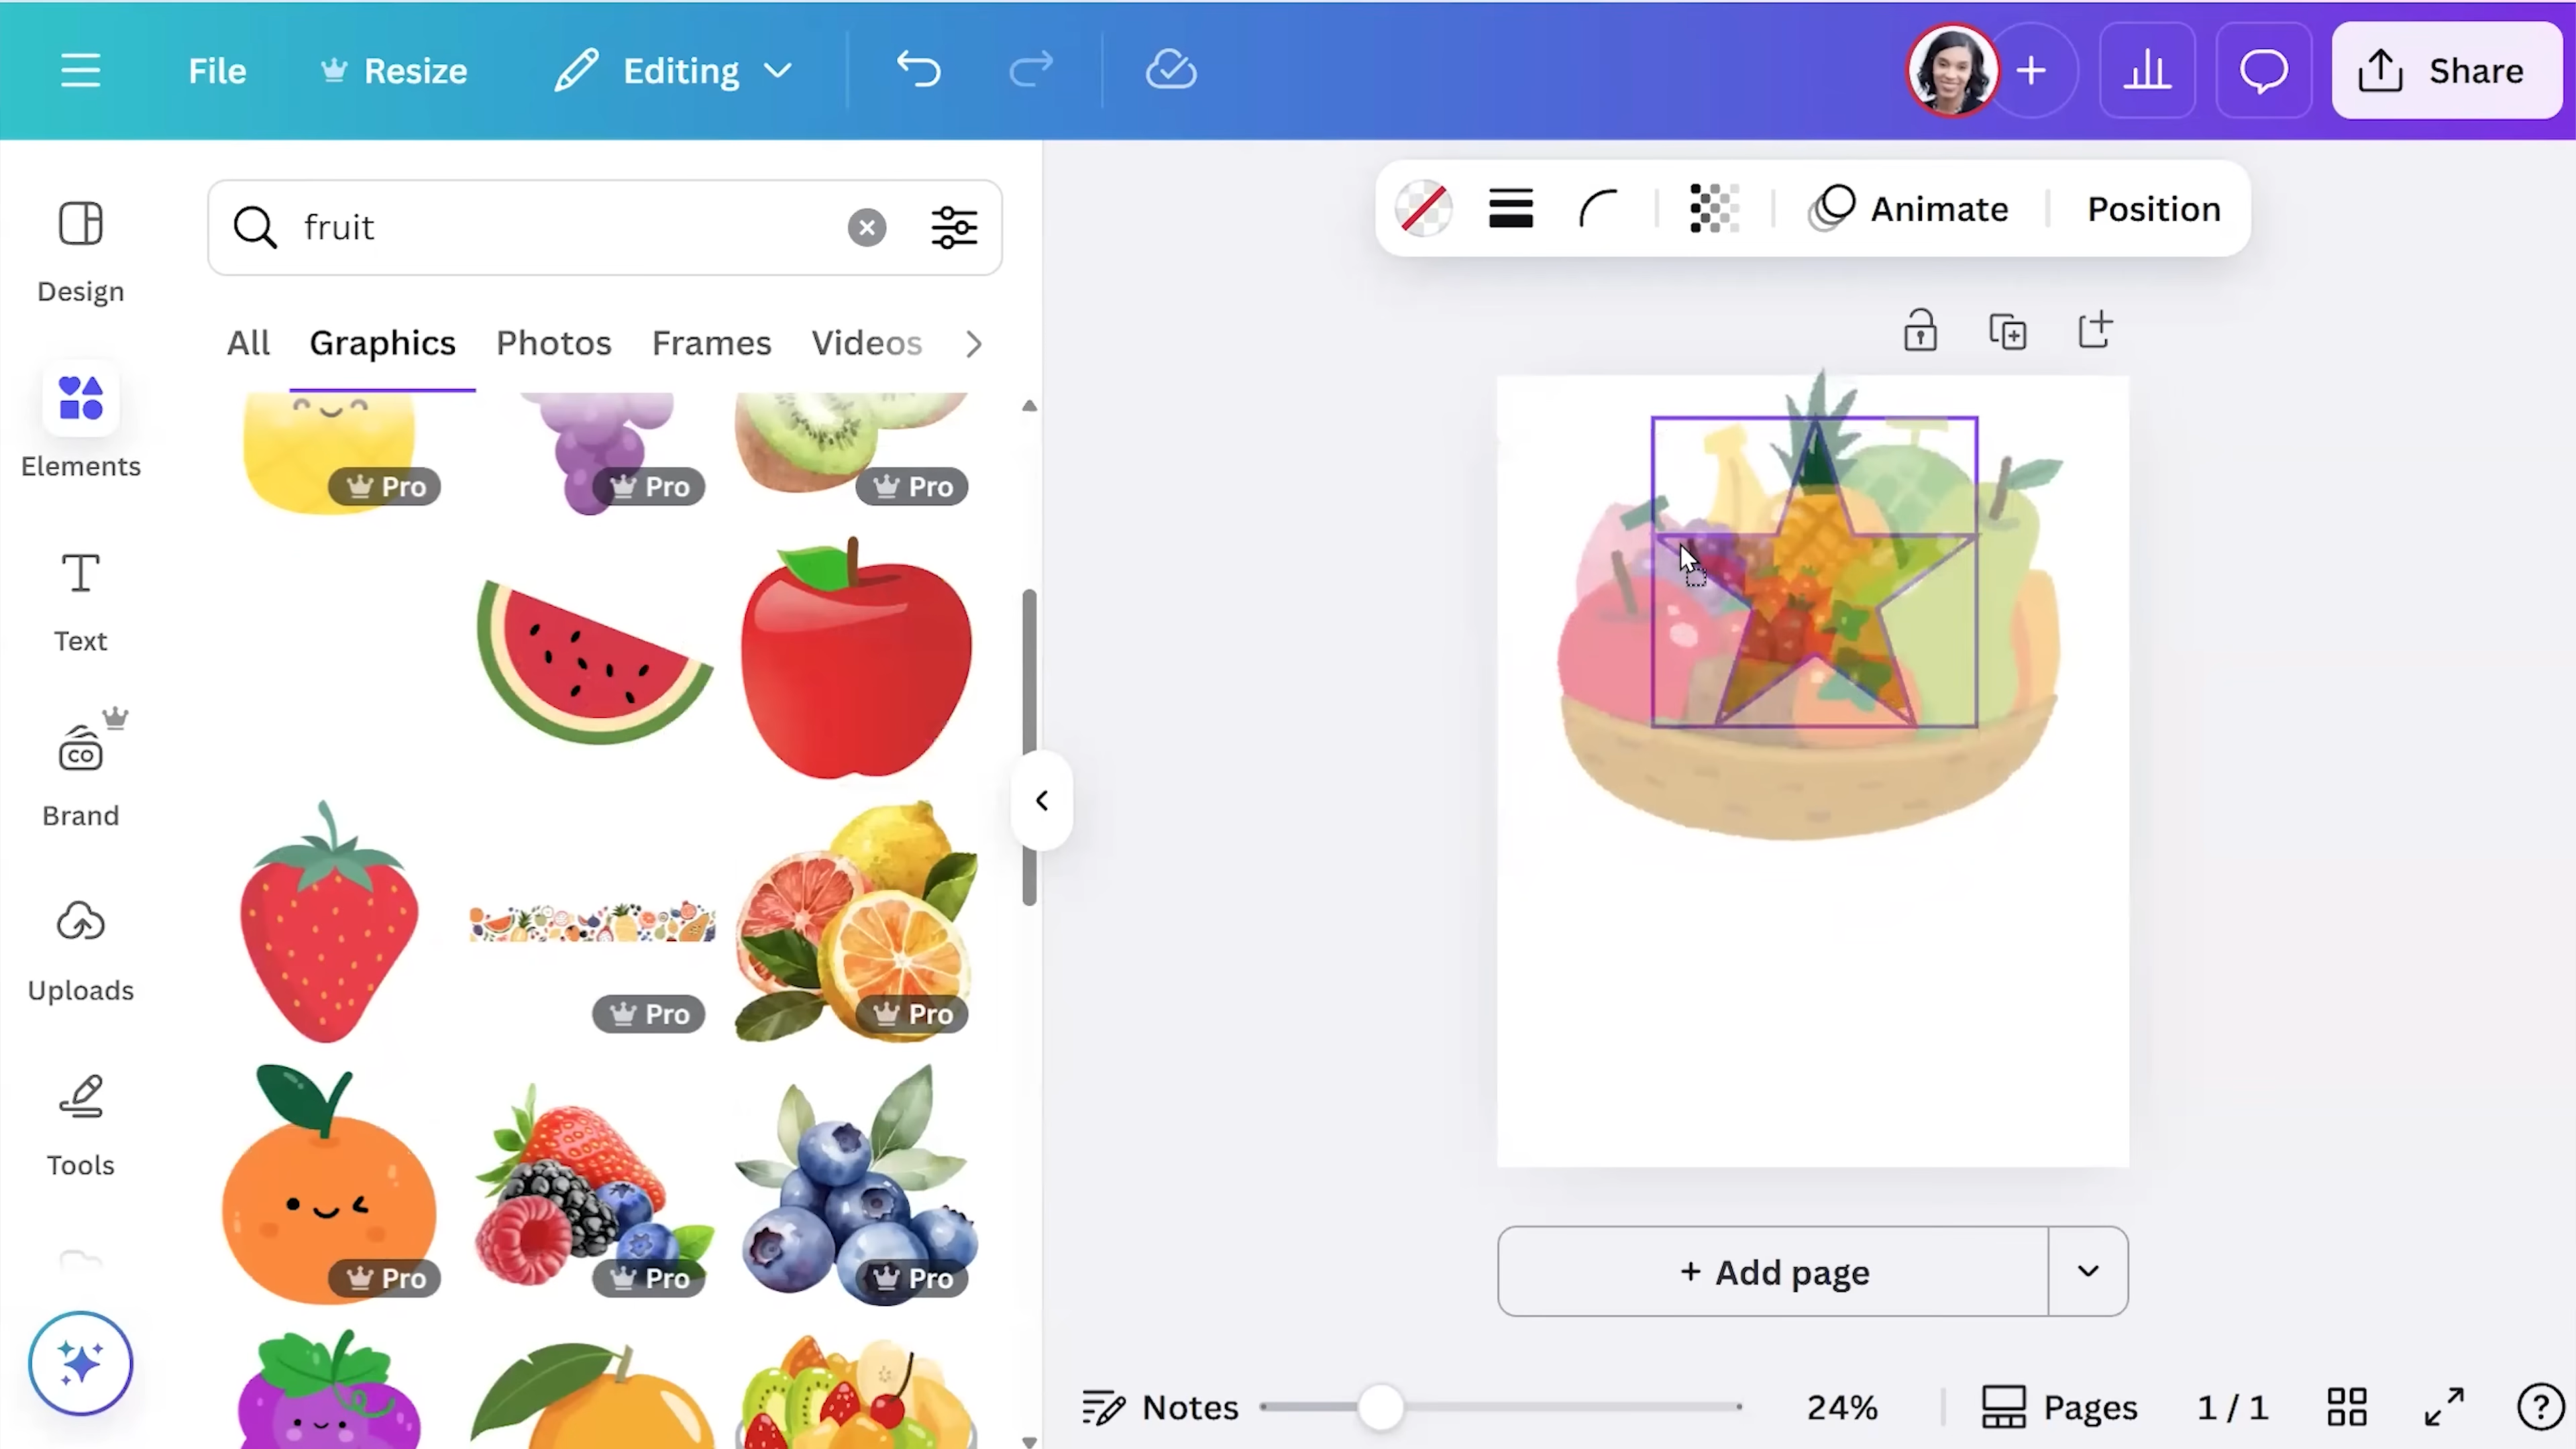 File
Resize
Editing
Share
Design
Elements
Text
Brand
CO
Uploads
Tools
fruit
All
Graphics
Photos
Frames
Videos
Pro
Pro
Pro
Pro
Pro
Pro
Pro
Pro
Animate
Position
+ Add page
Notes
24%
Pages
1 / 1
?